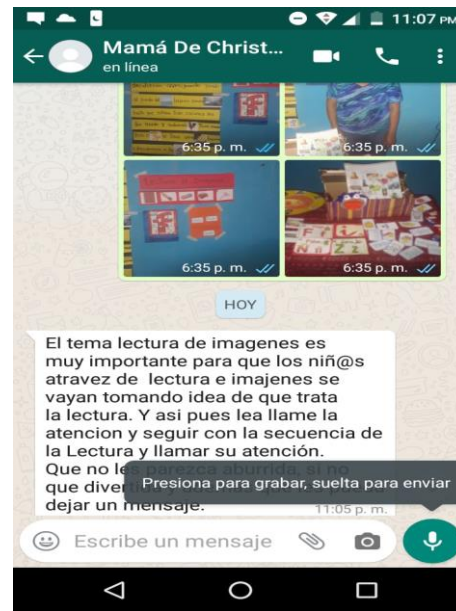 11:07 PM
Mamá De Christ...
en línea
6:35 p. m.
6:35 p. m.
6:35 p. m.
6:35 p. m.
HOY
El tema lectura de imagenes es
muy importante para que los niñ@s
atravez de lectura e imajenes se
vayan tomando idea de que trata
la lectura. Y asi pues lea llame la
atencion y seguir con la secuencia de
la Lectura y llamar su atención.
Que no les parezca aburrida, si no
que
Presiona para grabar, suelta para enviar
dejar un mensaje.
11:05 p. m.
Escribe un mensaje